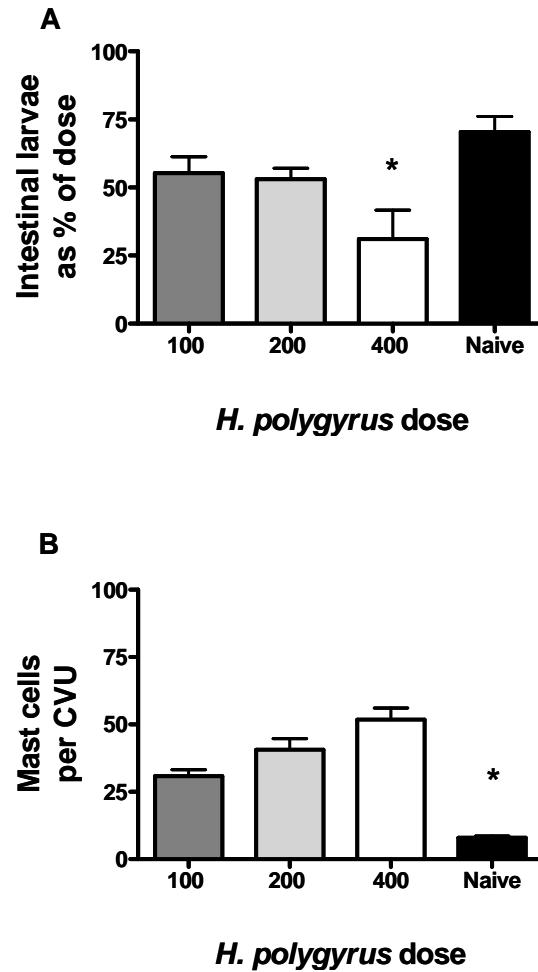 A
Intestinal larvae
as % of dose
100
75
50
25
0
*
100 200 400 Naive
H. polygyrus dose
B
Mast cells
per CVU
100
75
50
25
0
*
100 200 400 Naive
H. polygyrus dose